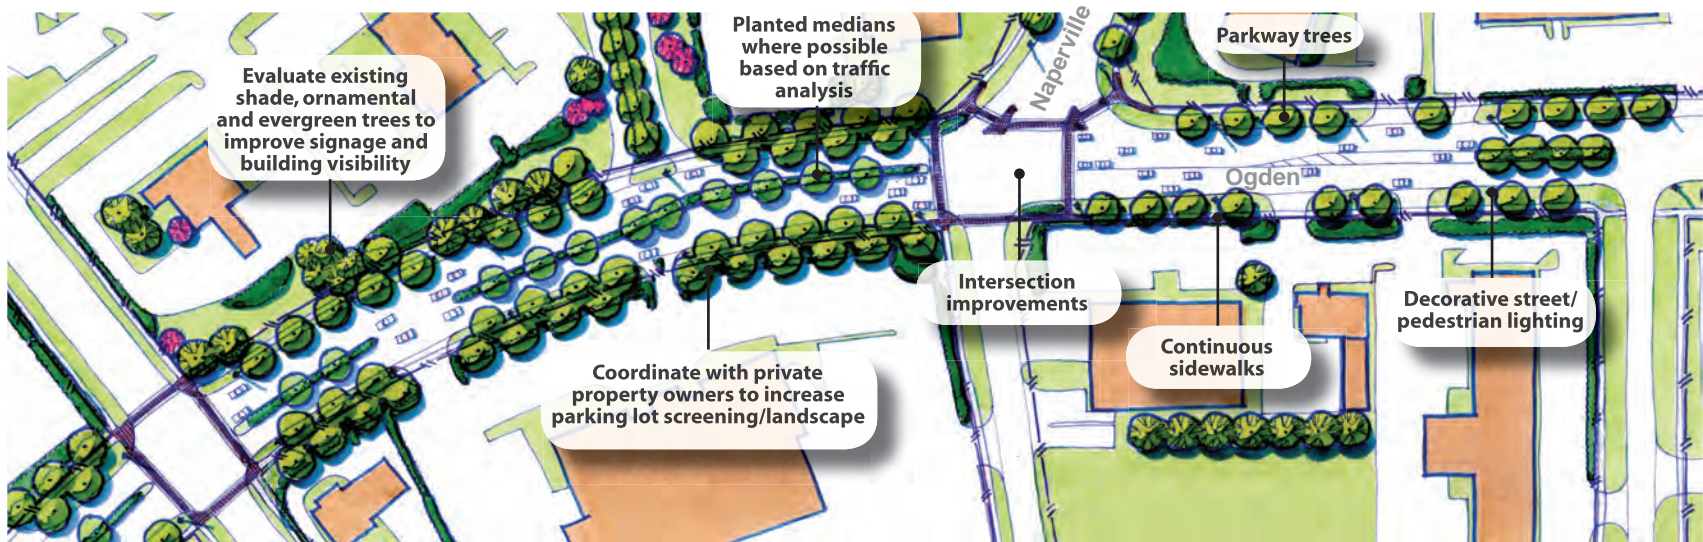 Planted medians
where possible
based on traffic
analysis
Naperville
Parkway trees
Evaluate existing
shade, ornamental
and evergreen trees to
improve signage and
building visibility
Ogden
Intersection
improvements
Decorative street/
pedestrian lighting
Continuous
sidewalks
Coordinate with private
property owners to increase
parking lot screening/landscape